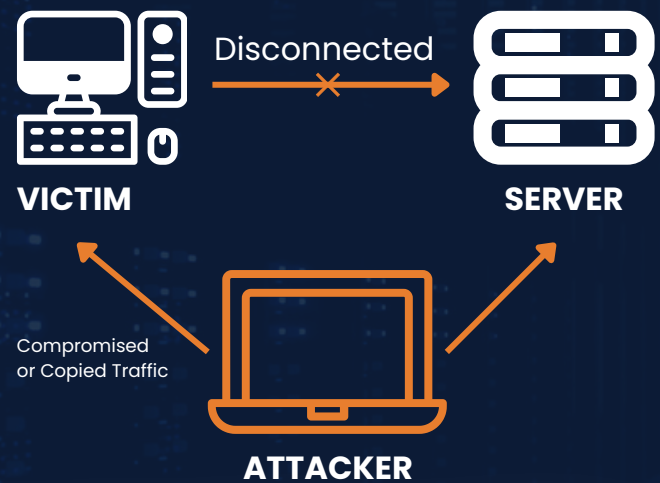 Disconnected
VICTIM
SERVER
Compromised
or Copied Traffic
ATTACKER